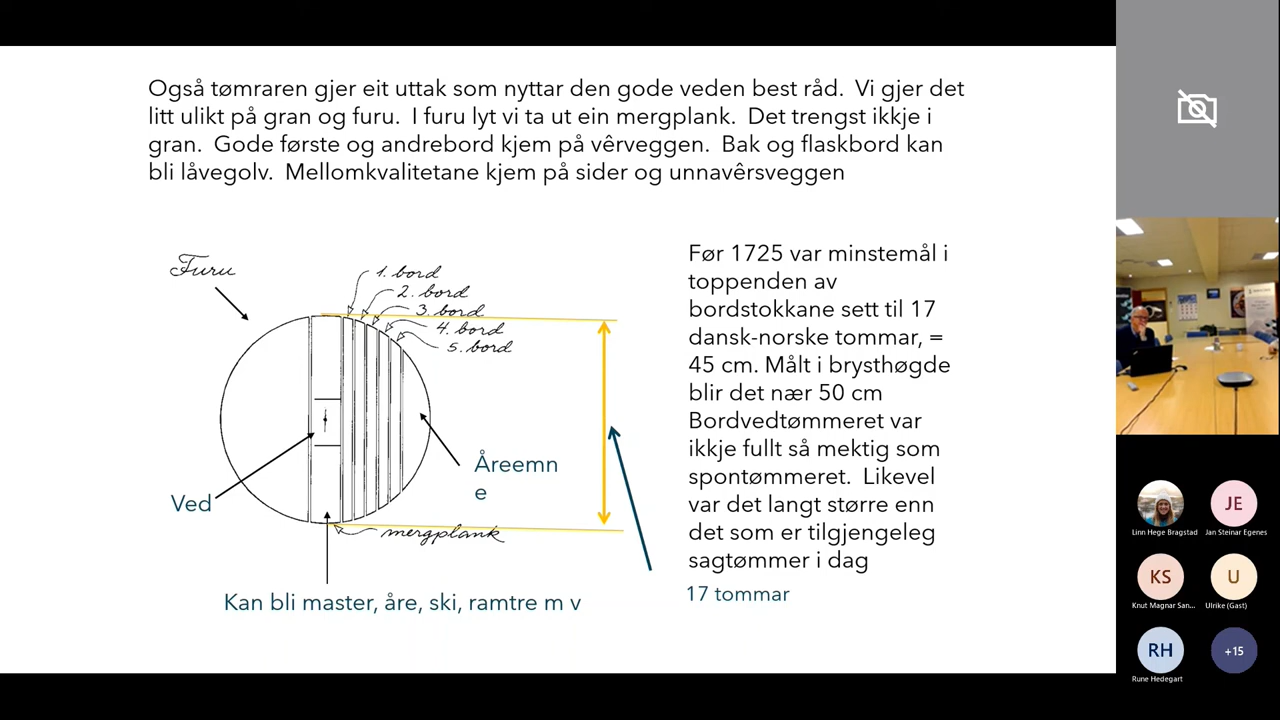 Også tømraren gjer eit uttak som nyttar den gode veden best råd.  Vi gjer det
litt ulikt på gran og furu.  I furu lyt vi ta ut ein mergplank.  Det trengst ikkje i
gran.  Gode første og andrebord kjem på vêrveggen.  Bak og flaskbord kan
bli låvegolv.  Mellomkvalitetane kjem på sider og unnavêrsveggen
Furu
1. bord
2. bord
3. bord
4. bord
5. bord
Åreemn
e
Ved
mergplank
Kan bli master, åre, ski, ramtre m v
Før 1725 var minstemål i
toppenden av
bordstokkane sett til 17
dansk-norske tommar, =
45 cm. Målt i brysthøgde
blir det nær 50 cm
Bordvedtømmeret var
ikkje fullt så mektig som
spontømmeret.  Likevel
var det langt større enn
det som er tilgjengeleg
sagtømmer i dag
17 tommar
Linn Hege Bragstad
JE
Jan Steinar Egenes
KS
Knut Magnar San...
U
Ulrike (Gast)
RH
Rune Hedegart
+15